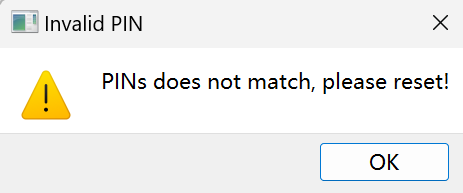 Invalid PIN
PINs does not match, please reset!
OK